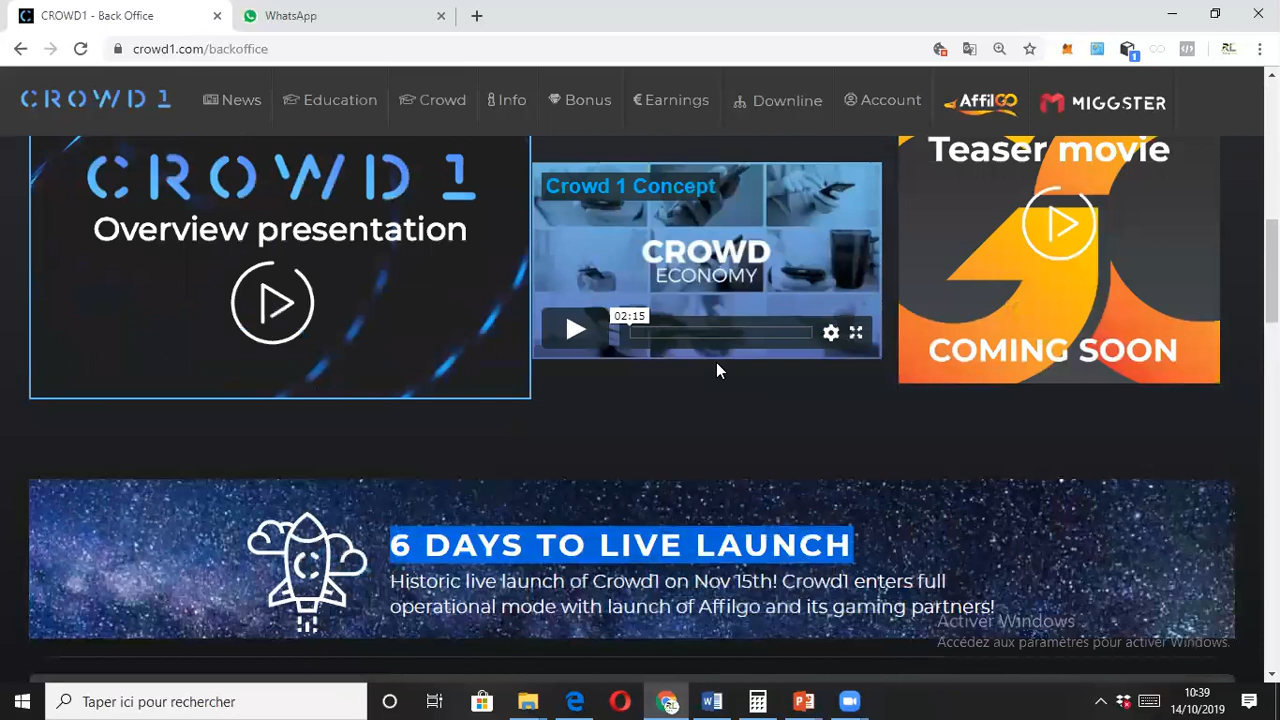 CROWD1 - Back Office
WhatsApp
crowd1.com/backoffice
1
RL
CROWD1
News
Education
Crowd
Info
Bonus
€ Earnings
Downline
Account
AFFILGO
MIGGSTER
CROWD1
Overview presentation
Crowd 1 Concept
CROWD
ECONOMY
02:15
Teaser movie
COMING SOON
6 DAYS TO LIVE LAUNCH
Historic live launch of Crowd1 on Nov 15th! Crowd1 enters full
operational mode with launch of Affilgo and its gaming partners!
Activer Windows
Accédez aux paramètres pour activer Windows.
Taper ici pour rechercher
10:39
14/10/2019